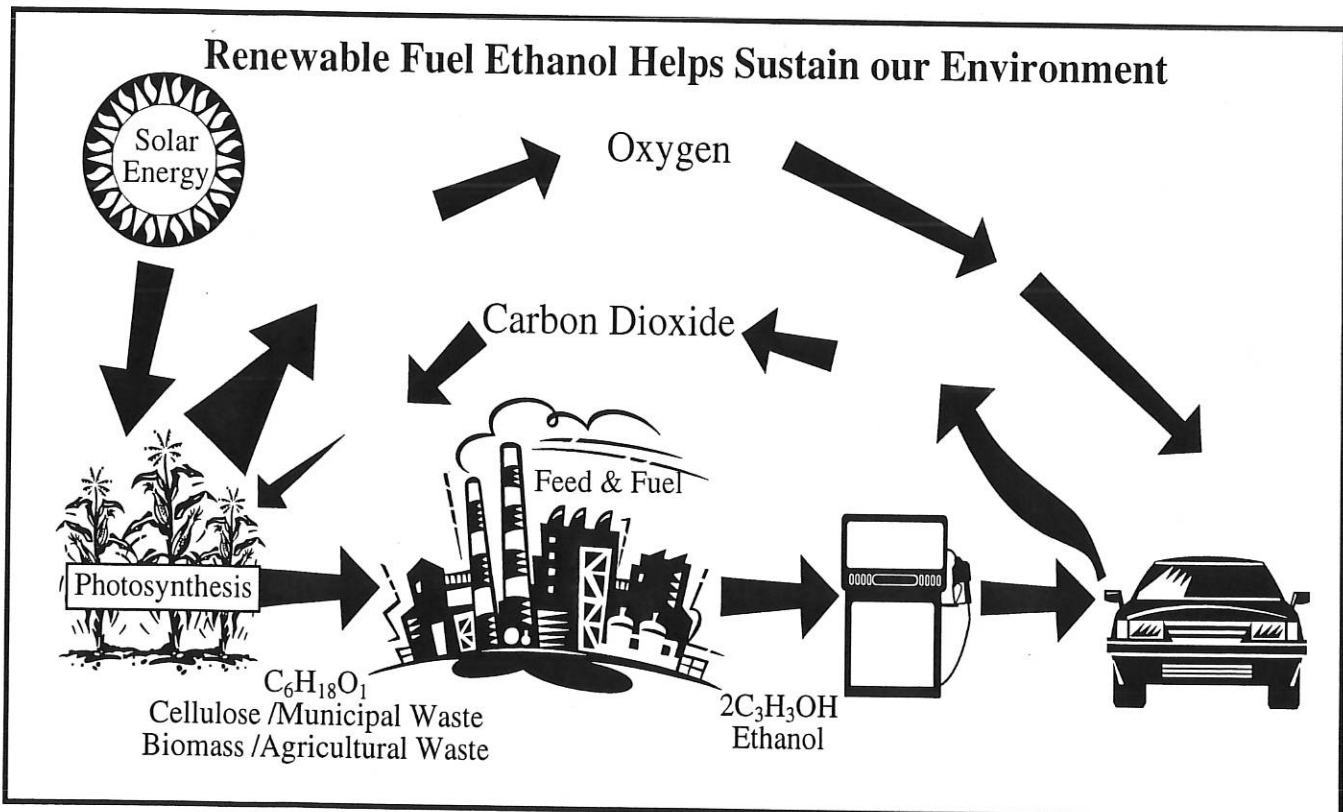 Renewable Fuel Ethanol Helps Sustain our Environment
Solar
Energy
Oxygen
Carbon Dioxide
Feed & Fuel
Photosynthesis
C₆H₁₈O₁
Cellulose /Municipal Waste
Biomass /Agricultural Waste
2C₃H₃OH
Ethanol